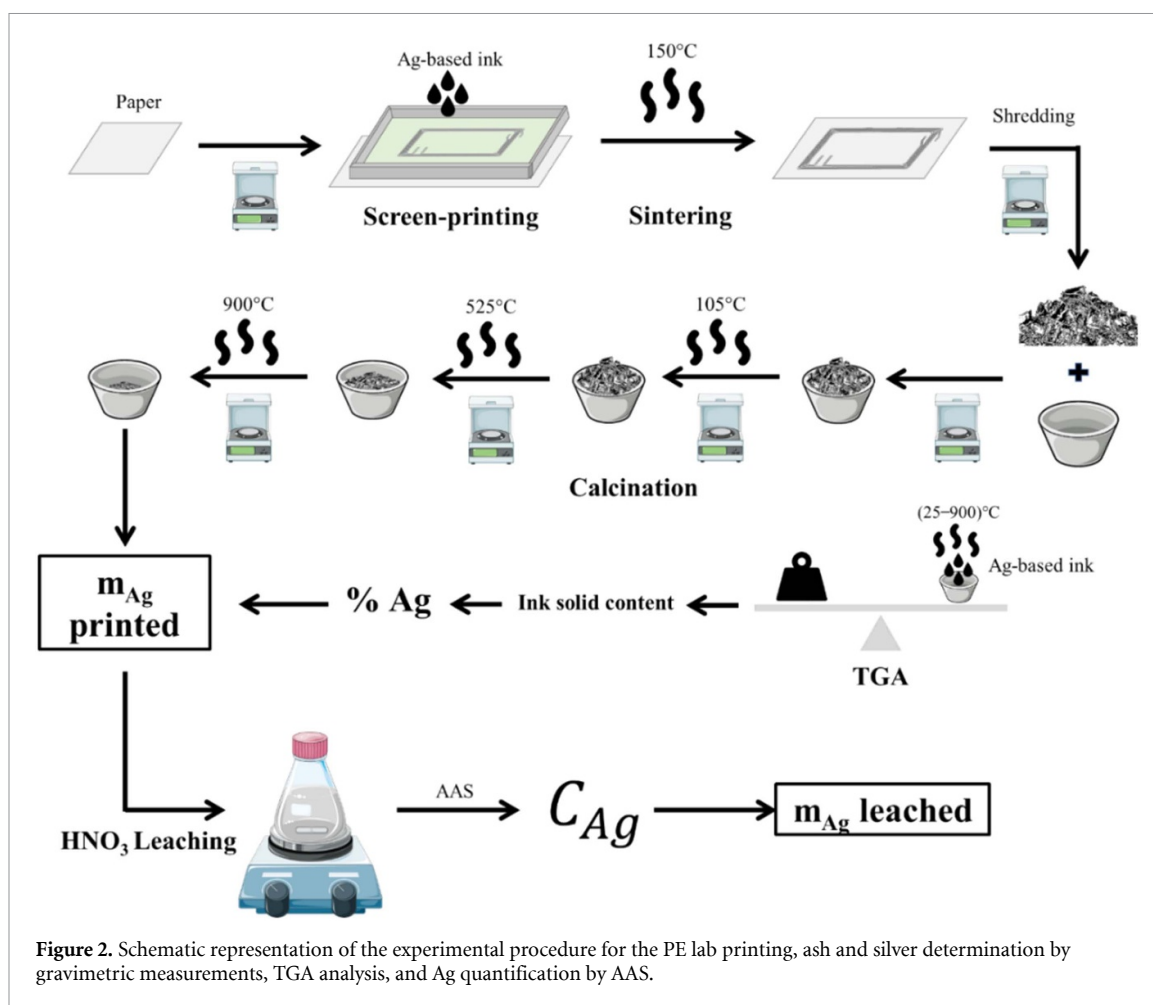 Paper
Ag-based ink
150°C
Shredding
Screen-printing
Sintering
900°C
525°C
105°C
+
Calcination
(25–900)°C
Ag-based ink
m_Ag
printed
% Ag
Ink solid content
TGA
HNO₃ Leaching
AAS
C_Ag
m_Ag leached
Figure 2. Schematic representation of the experimental procedure for the PE lab printing, ash and silver determination by
gravimetric measurements, TGA analysis, and Ag quantification by AAS.